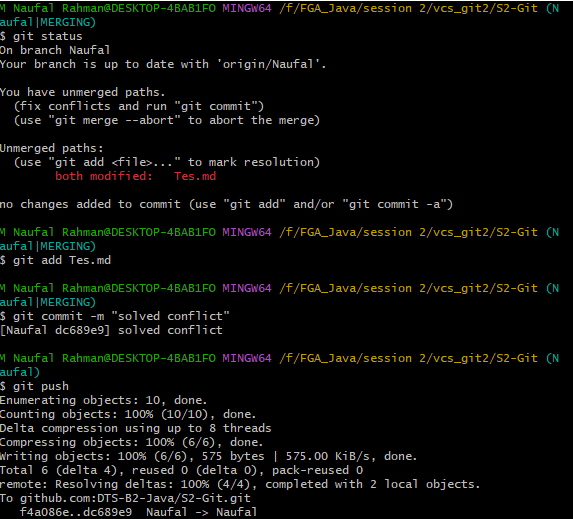 M Naufal Rahman@DESKTOP-4BAB1FO MINGW64 /f/FGA_Java/session 2/vcs_git2/S2-Git (N
aufal|MERGING)
$ git status
On branch Naufal
Your branch is up to date with 'origin/Naufal'.

You have unmerged paths.
  (fix conflicts and run "git commit")
  (use "git merge --abort" to abort the merge)

Unmerged paths:
  (use "git add <file>..." to mark resolution)
        both modified:   Tes.md

no changes added to commit (use "git add" and/or "git commit -a")

M Naufal Rahman@DESKTOP-4BAB1FO MINGW64 /f/FGA_Java/session 2/vcs_git2/S2-Git (N
aufal|MERGING)
$ git add Tes.md

M Naufal Rahman@DESKTOP-4BAB1FO MINGW64 /f/FGA_Java/session 2/vcs_git2/S2-Git (N
aufal|MERGING)
$ git commit -m "solved conflict"
[Naufal dc689e9] solved conflict

M Naufal Rahman@DESKTOP-4BAB1FO MINGW64 /f/FGA_Java/session 2/vcs_git2/S2-Git (N
aufal)
$ git push
Enumerating objects: 10, done.
Counting objects: 100% (10/10), done.
Delta compression using up to 8 threads
Compressing objects: 100% (6/6), done.
Writing objects: 100% (6/6), 575 bytes | 575.00 KiB/s, done.
Total 6 (delta 4), reused 0 (delta 0), pack-reused 0
remote: Resolving deltas: 100% (4/4), completed with 2 local objects.
To github.com:DTS-B2-Java/S2-Git.git
   f4a086e..dc689e9  Naufal -> Naufal